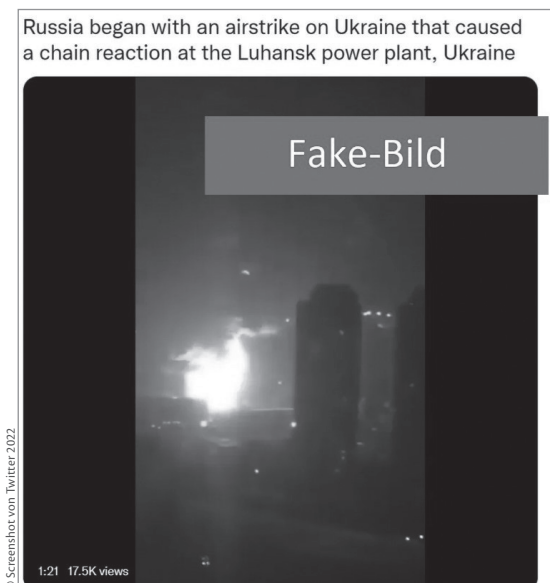 Russia began with an airstrike on Ukraine that caused
a chain reaction at the Luhansk power plant, Ukraine
Fake-Bild
1:21 17.5K views
Screenshot von Twitter 2022